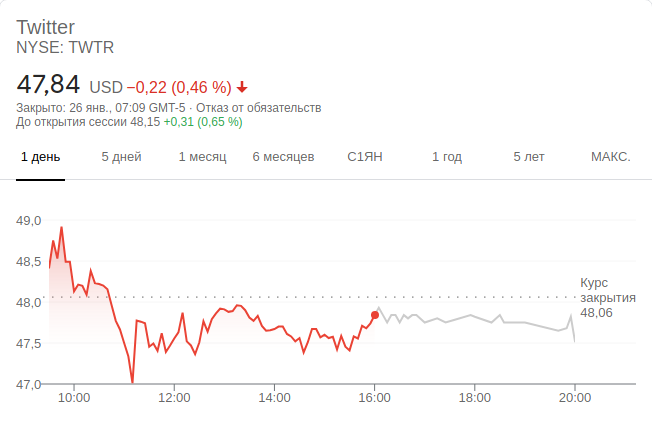 Twitter
NYSE: TWTR
47,84 USD −0,22 (0,46 %)
Закрыто: 26 янв., 07:09 GMT-5 · Отказ от обязательств
До открытия сессии 48,15 +0,31 (0,65 %)
1 день 5 дней 1 месяц 6 месяцев С1ЯН 1 год 5 лет МАКС.
49,0
48,5
48,0
47,5
47,0
Курс
закрытия
48,06
10:00 12:00 14:00 16:00 18:00 20:00